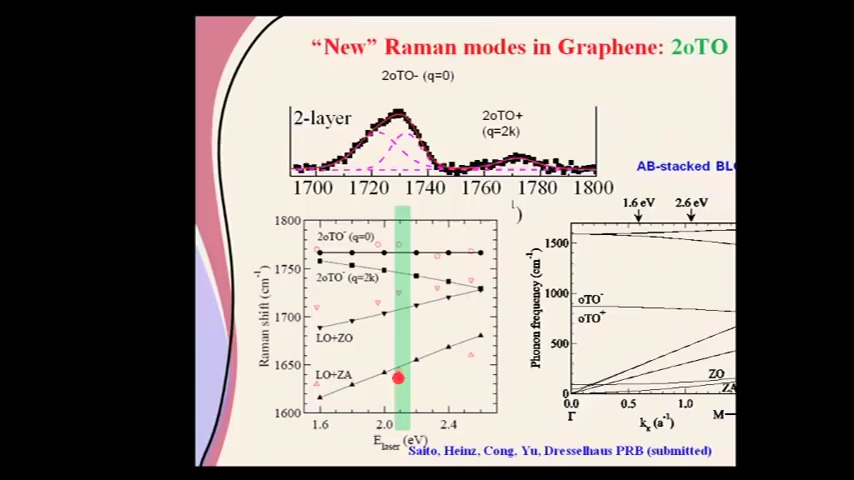 “New” Raman modes in Graphene: 2oTO
2oTO- (q=0)
2-layer
2oTO+
(q=2k)
1700 1720 1740 1760 1780 1800
AB-stacked BL
1.6 eV 2.6 eV
1800
1750
1700
1650
1600
Raman shift (cm⁻¹)
2oTO⁻ (q=0)
2oTO⁻ (q=2k)
LO+ZO
LO+ZA
1.6 2.0 2.4
E laser (eV)
1500
1000
500
0
Phonon frequency (cm⁻¹)
oTO⁻
oTO⁺
ZO
ZA
0.0 0.5 1.0
Γ kx (a⁻¹) M
Saito, Heinz, Cong, Yu, Dresselhaus PRB (submitted)